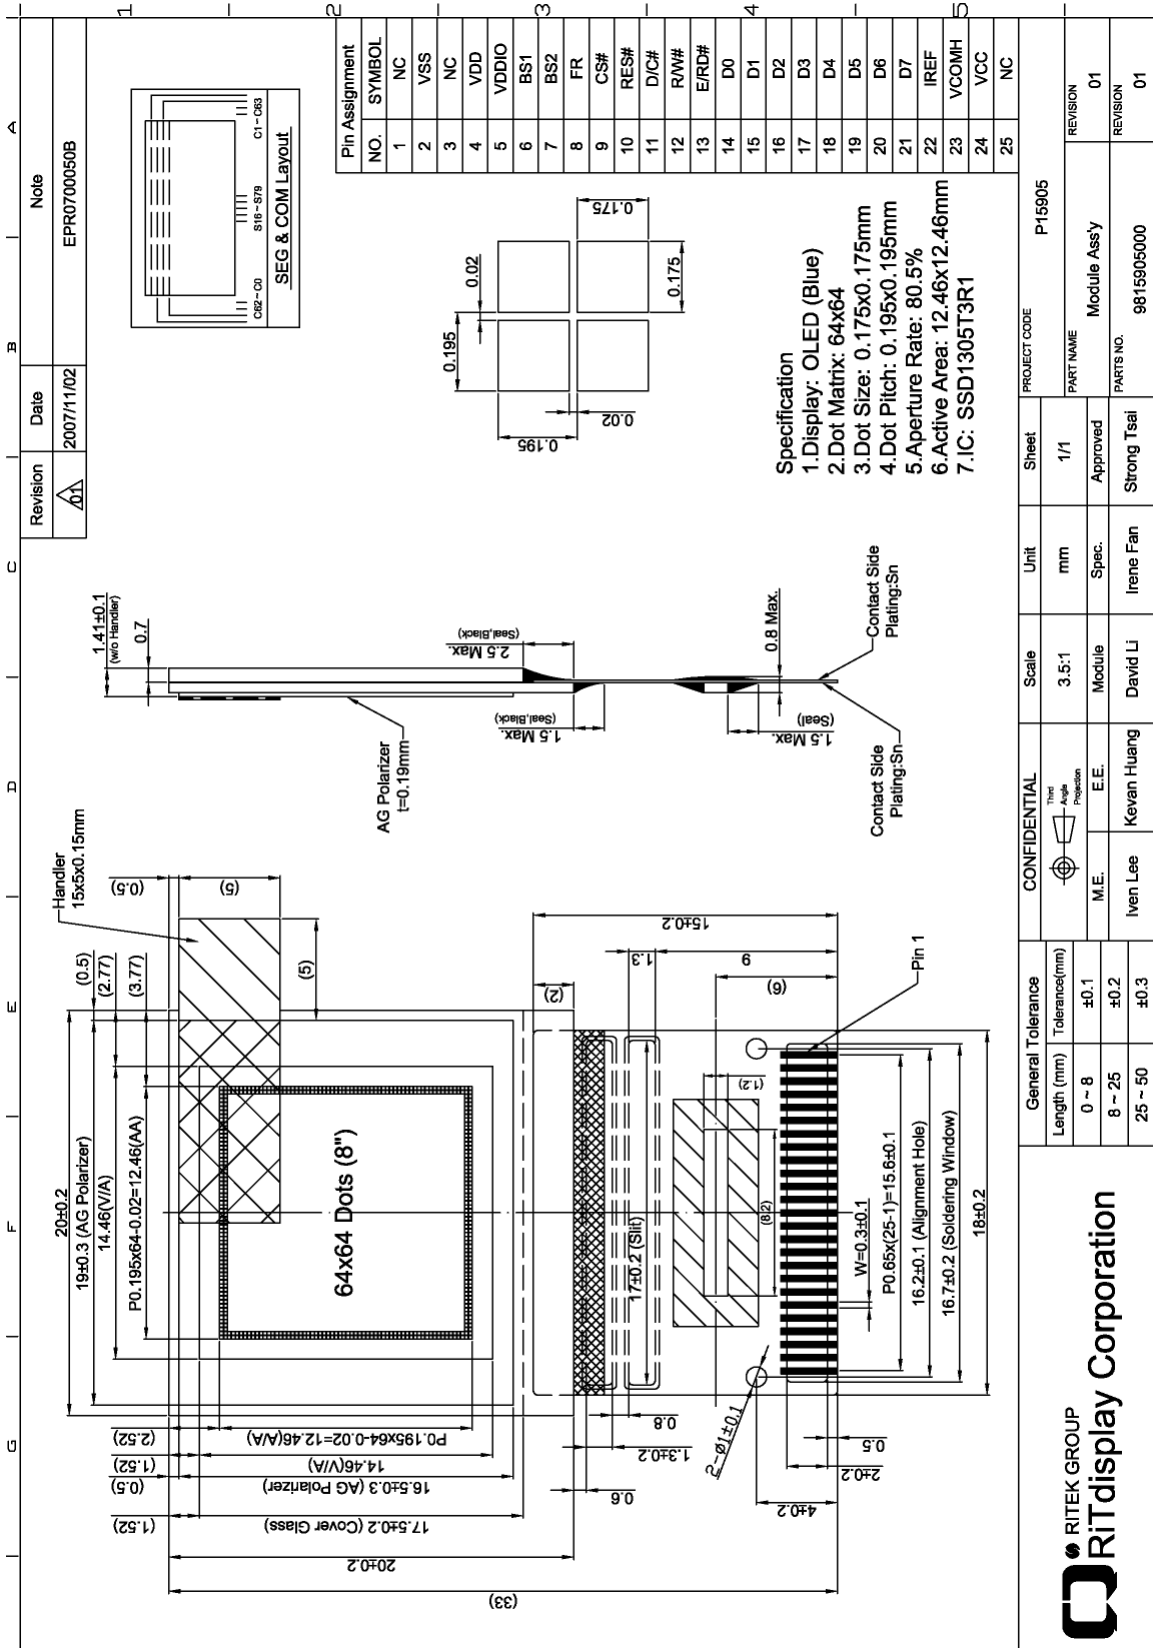 1
2
3
4
5
A
B
C
D
E
F
G
Revision Date Note
01 2007/11/02 EPR0700050B
C62 ~ C0 S16 ~ S79 C1 ~ C63
SEG & COM Layout
Pin Assignment
NO. SYMBOL
1 NC
2 VSS
3 NC
4 VDD
5 VDDIO
6 BS1
7 BS2
8 FR
9 CS#
10 RES#
11 D/C#
12 R/W#
13 E/RD#
14 D0
15 D1
16 D2
17 D3
18 D4
19 D5
20 D6
21 D7
22 IREF
23 VCOMH
24 VCC
25 NC
0.195
0.02
0.195
0.02
0.175
0.175
Specification
1.Display: OLED (Blue)
2.Dot Matrix: 64x64
3.Dot Size: 0.175x0.175mm
4.Dot Pitch: 0.195x0.195mm
5.Aperture Rate: 80.5%
6.Active Area: 12.46x12.46mm
7.IC: SSD1305T3R1
1.41±0.1
(w/o Handler)
0.7
2.5 Max.
(Seal,Black)
1.5 Max.
(Seal,Black)
AG Polarizer
t=0.19mm
0.8 Max.
1.5 Max.
(Seal)
Contact Side
Plating:Sn
Contact Side
Plating:Sn
Handler
15x5x0.15mm
(0.5)
(5)
(5)
20±0.2
19±0.3 (AG Polarizer)
(0.5)
14.46(V/A)
(2.77)
P0.195x64-0.02=12.46(AA)
(3.77)
64x64 Dots (8")
(2.52)
P0.195x64-0.02=12.46(A/A)
(1.52)
14.46(V/A)
(0.5)
16.5±0.3 (AG Polarizer)
(1.52)
17.5±0.2 (Cover Glass)
20±0.2
(33)
(2)
15±0.2
1.3
9
(6)
17±0.2 (Slit)
(1.2)
(8.2)
0.6
1.3±0.2
0.8
2-ø1±0.1
4±0.2
2±0.2
0.5
Pin 1
W=0.3±0.1
P0.65x(25-1)=15.6±0.1
16.2±0.1 (Alignment Hole)
16.7±0.2 (Soldering Window)
18±0.2
RITEK GROUP
RiTdisplay Corporation
General Tolerance
Length (mm) Tolerance(mm)
0 ~ 8 ±0.1
8 ~ 25 ±0.2
25 ~ 50 ±0.3
CONFIDENTIAL
Third
Angle
Projection
M.E. E.E.
Iven Lee Kevan Huang
Scale Unit Sheet
3.5:1 mm 1/1
Module Spec. Approved
David Li Irene Fan Strong Tsai
PROJECT CODE
P15905
PART NAME
Module Ass'y
REVISION
01
PARTS NO.
9815905000
REVISION
01